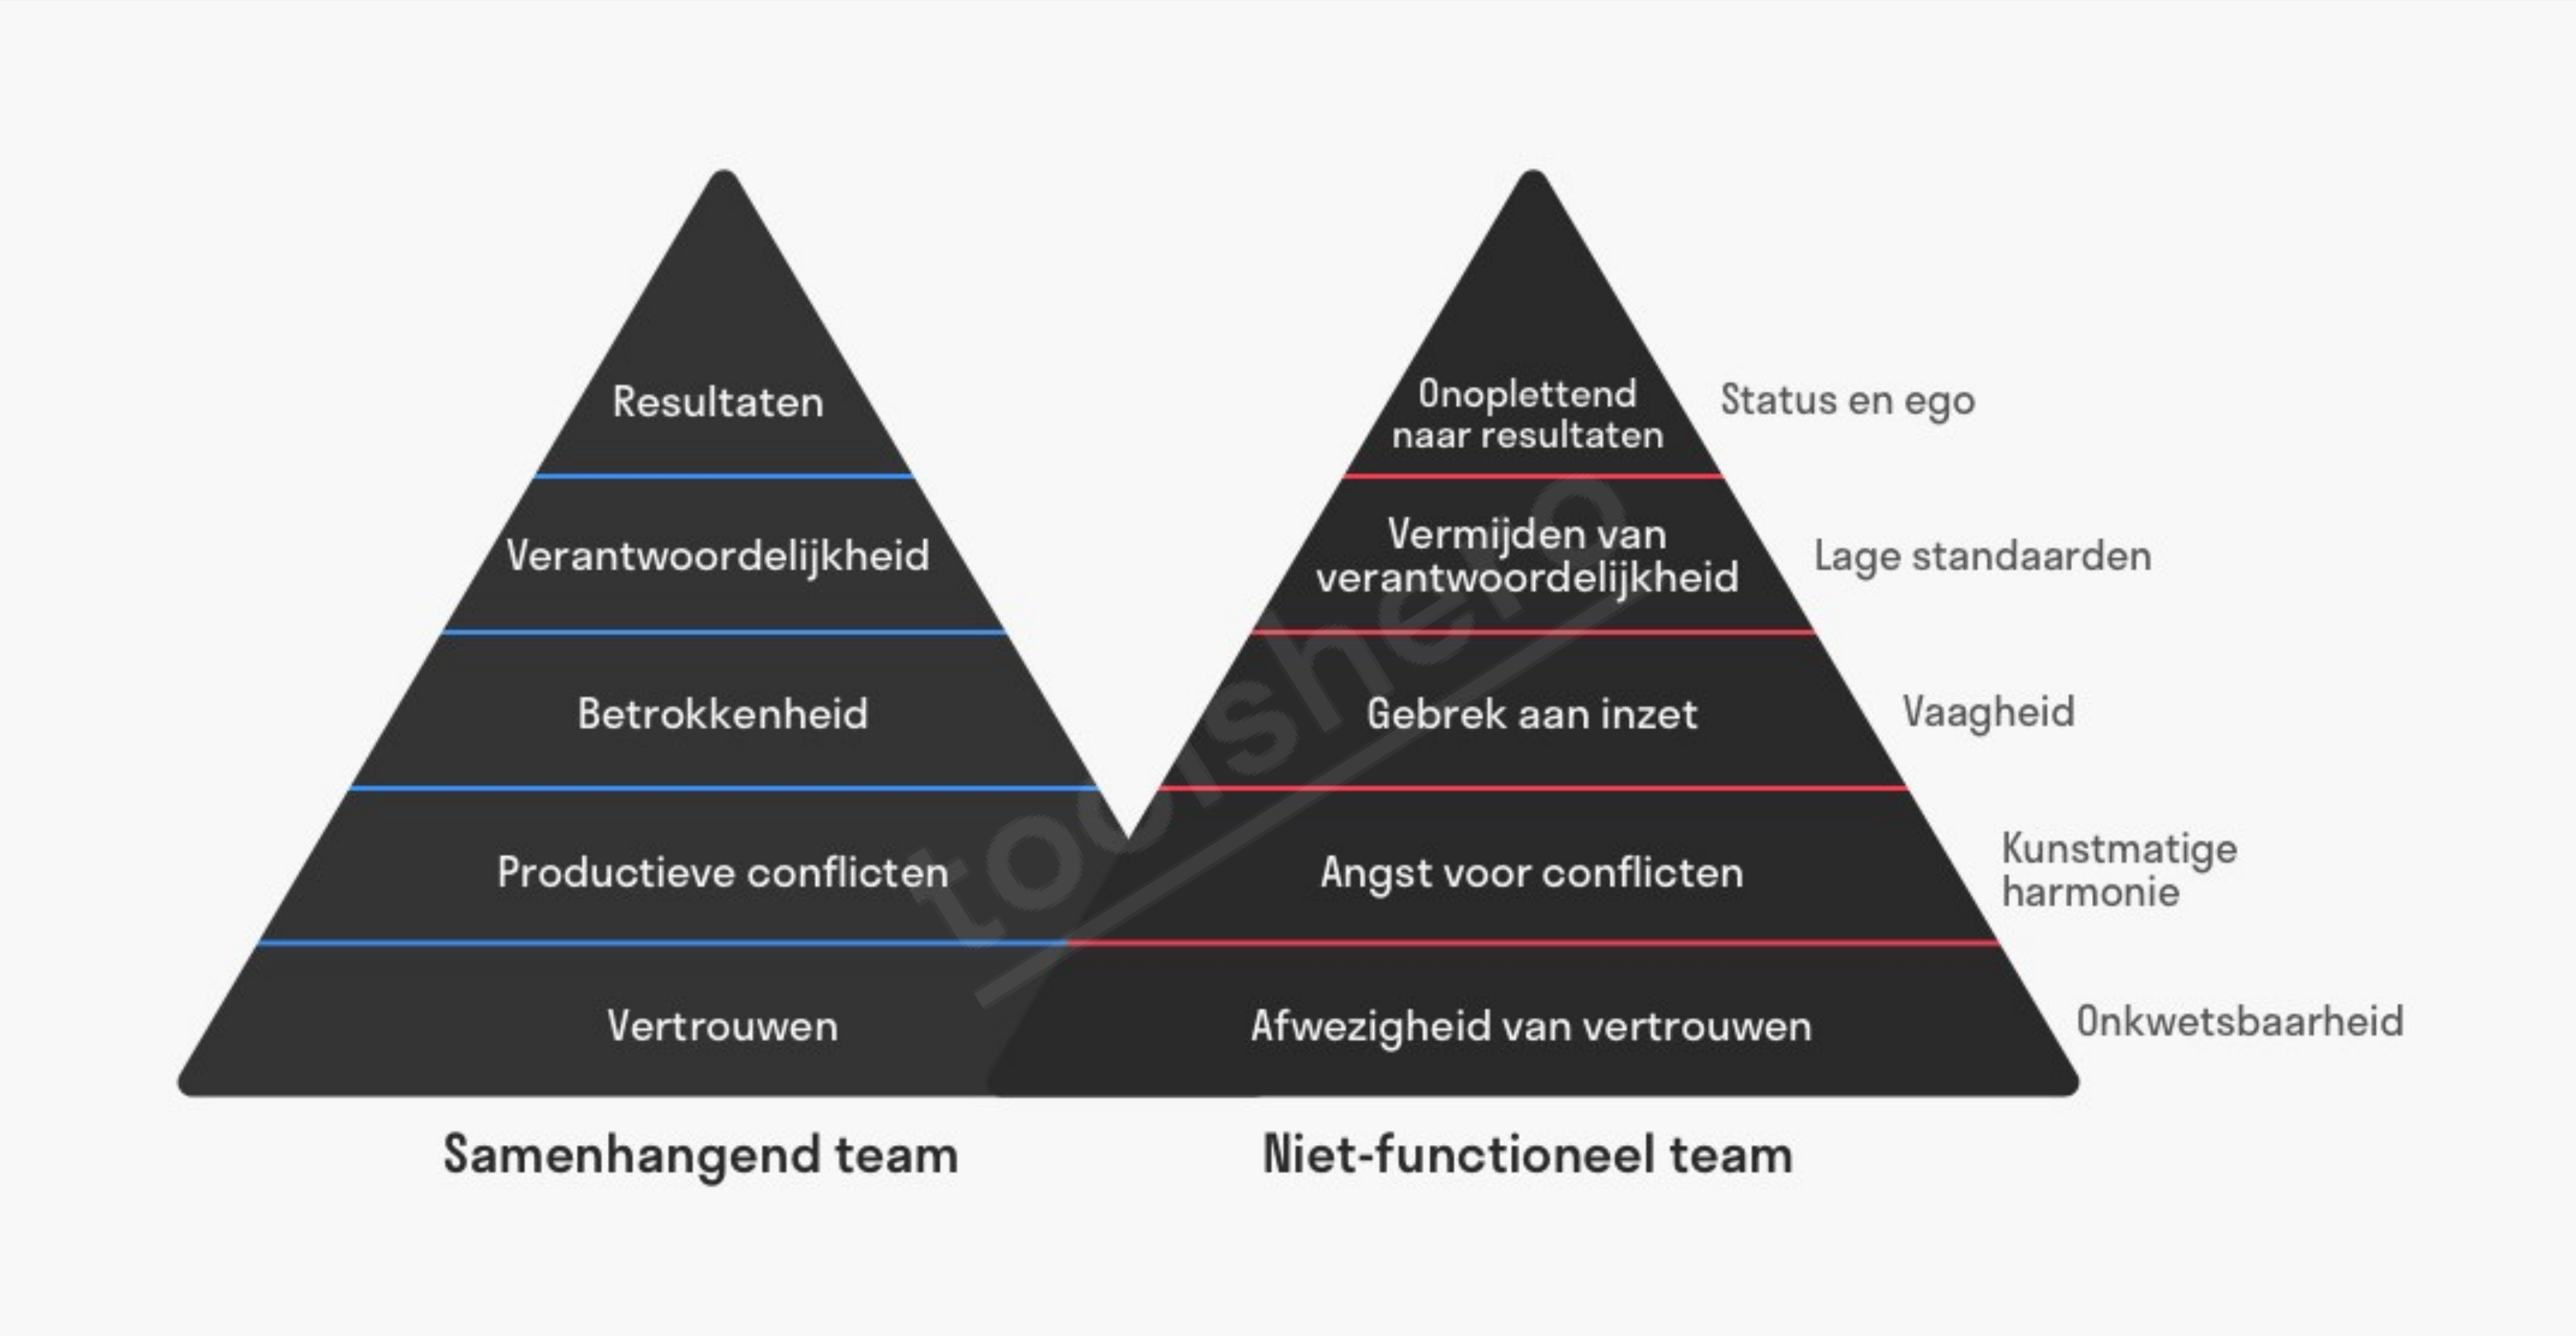 Resultaten
Verantwoordelijkheid
Betrokkenheid
Productieve conflicten
Vertrouwen
Samenhangend team
Onoplettend
naar resultaten
Status en ego
Vermijden van
verantwoordelijkheid
Lage standaarden
Gebrek aan inzet
Vaagheid
Angst voor conflicten
Kunstmatige
harmonie
Afwezigheid van vertrouwen
Onkwetsbaarheid
Niet-functioneel team
toolshero